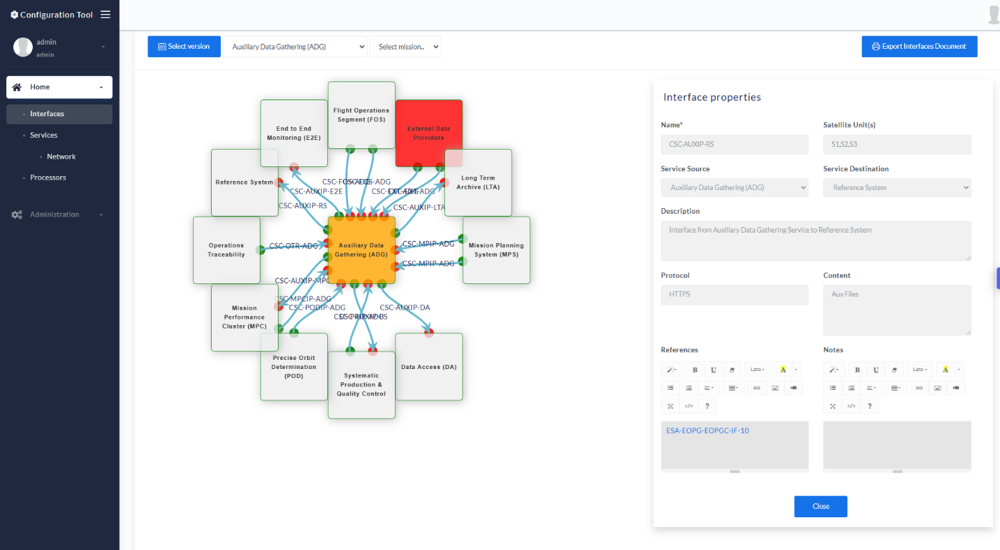 Configuration Tool
admin
admin
Home
Interfaces
Services
Network
Processors
Administration
Select version
Auxiliary Data Gathering (ADG)
Select mission..
Export Interfaces Document
Flight Operations
Segment (FOS)
End to End
Monitoring (E2E)
External Data
Providers
Reference System
Long Term
Archive (LTA)
CSC-AUXIP-E2E
CSC-AUXIP-RS
CSC-AUXIP-LTA
Operations
Traceability
CSC-OTR-ADG
Auxiliary Data
Gathering (ADG)
CSC-MPIP-ADG
CSC-MPIP-ADG
Mission Planning
System (MPS)
CSC-AUXIP-MPC
CSC-MPCIP-ADG
CSC-PODIP-ADG
CSC-AUXIP-DA
Mission
Performance
Cluster (MPC)
Precise Orbit
Determination
(POD)
Systematic
Production &
Quality Control
Data Access (DA)
Interface properties
Name*
Satellite Unit(s)
CSC-AUXIP-RS
S1,S2,S3
Service Source
Service Destination
Auxiliary Data Gathering (ADG)
Reference System
Description
Interface from Auxiliary Data Gathering Service to Reference System
Protocol
Content
HTTPS
Aux Files
References
Notes
B U
Lato
A
</>
?
B U
Lato
A
</>
?
ESA-EOPG-EOPGC-IF-10
Close